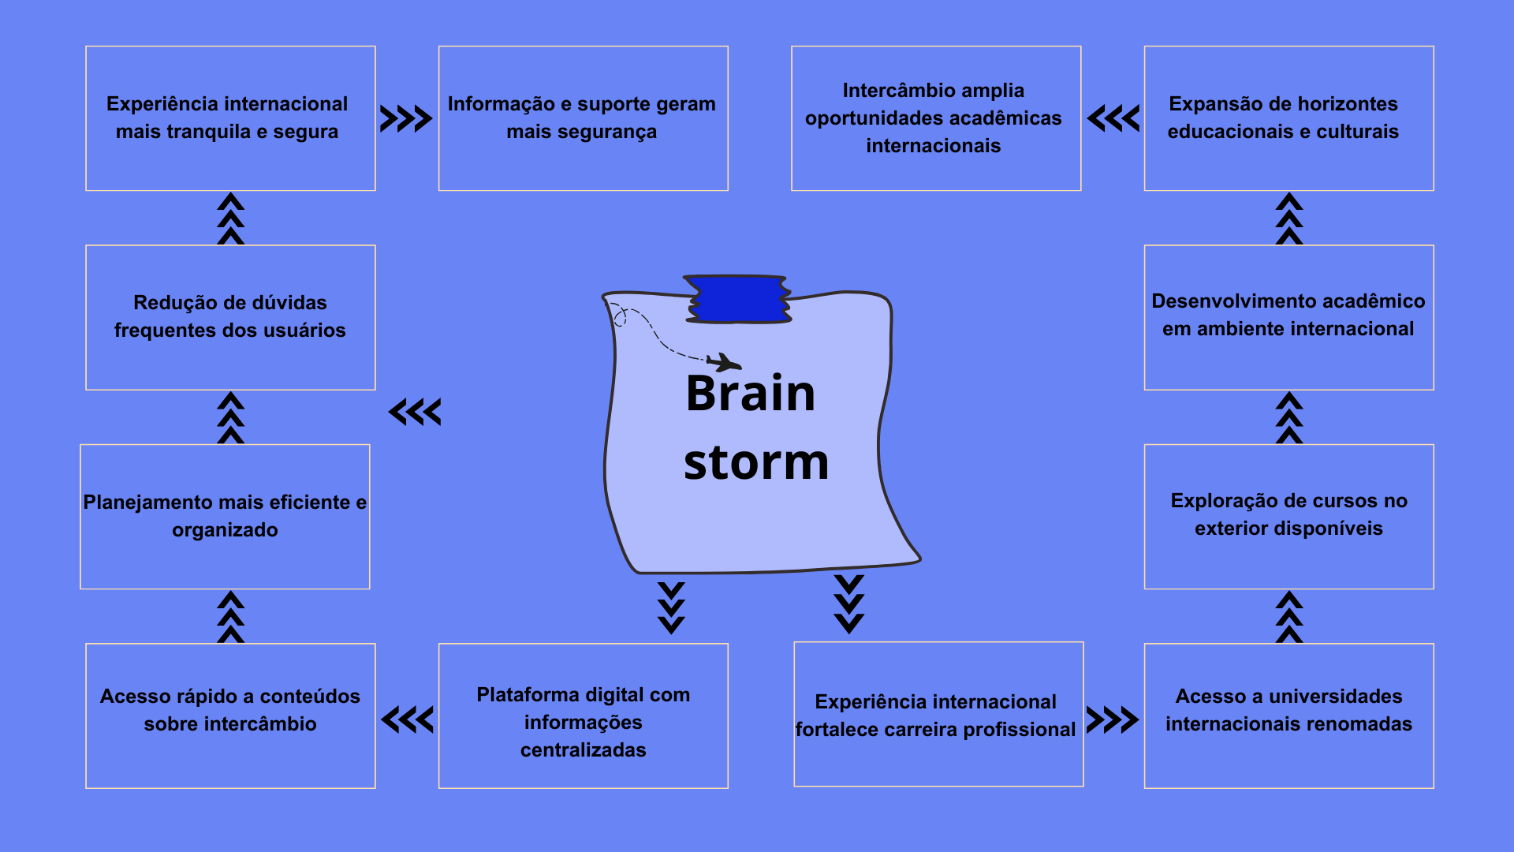 Experiência internacional
mais tranquila e segura
Informação e suporte geram
mais segurança
Intercâmbio amplia
oportunidades acadêmicas
internacionais
Expansão de horizontes
educacionais e culturais
Redução de dúvidas
frequentes dos usuários
Desenvolvimento acadêmico
em ambiente internacional
Brain
storm
Planejamento mais eficiente e
organizado
Exploração de cursos no
exterior disponíveis
Acesso rápido a conteúdos
sobre intercâmbio
Plataforma digital com
informações
centralizadas
Experiência internacional
fortalece carreira profissional
Acesso a universidades
internacionais renomadas